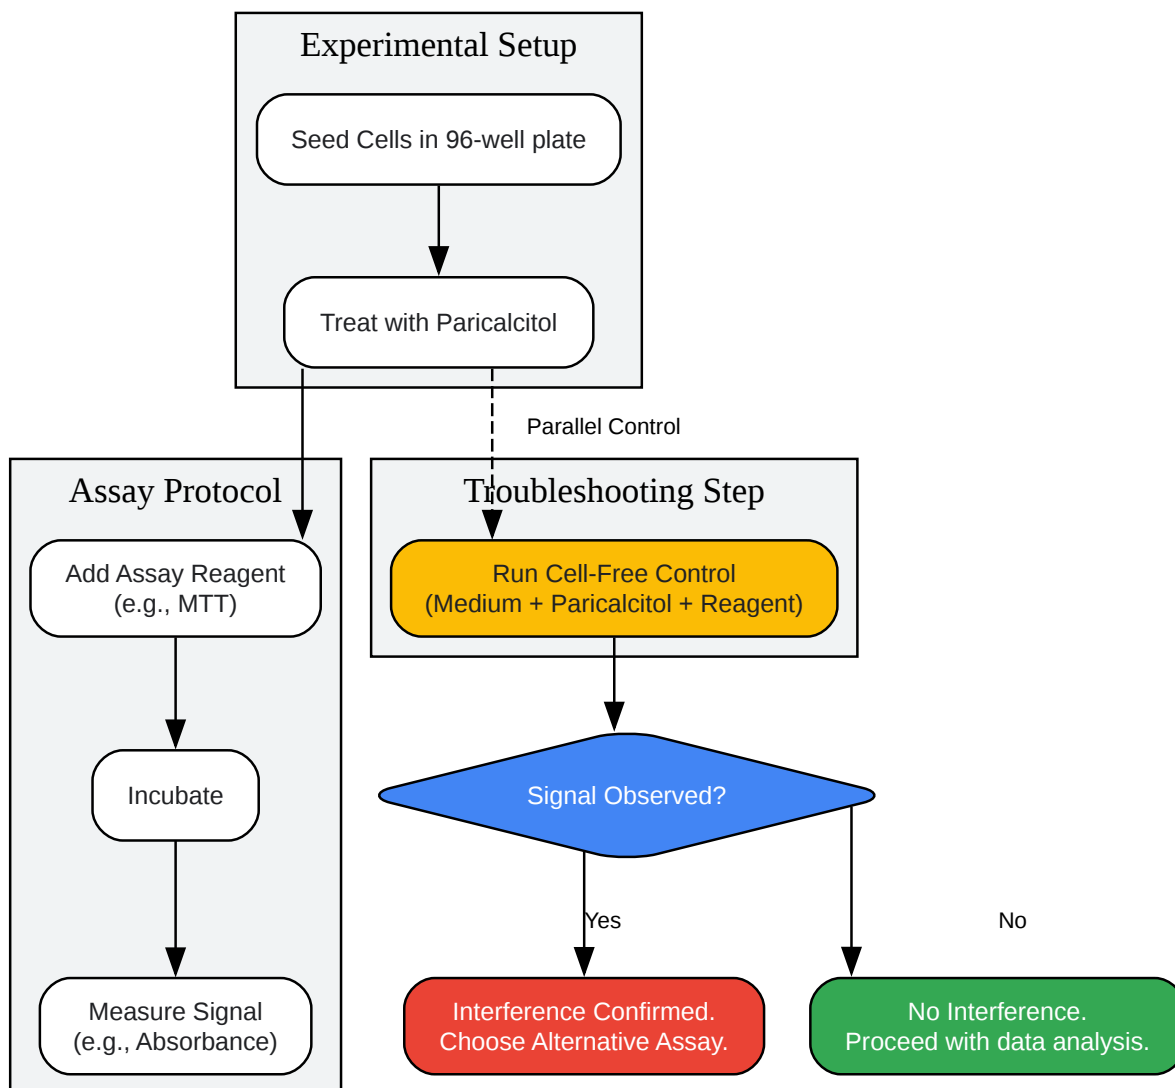 Experimental Setup
Seed Cells in 96-well plate
Treat with Paricalcitol
Parallel Control
Assay Protocol
Add Assay Reagent
(e.g., MTT)
Incubate
Measure Signal
(e.g., Absorbance)
Troubleshooting Step
Run Cell-Free Control
(Medium + Paricalcitol + Reagent)
Signal Observed?
Yes
No
Interference Confirmed.
Choose Alternative Assay.
No Interference.
Proceed with data analysis.